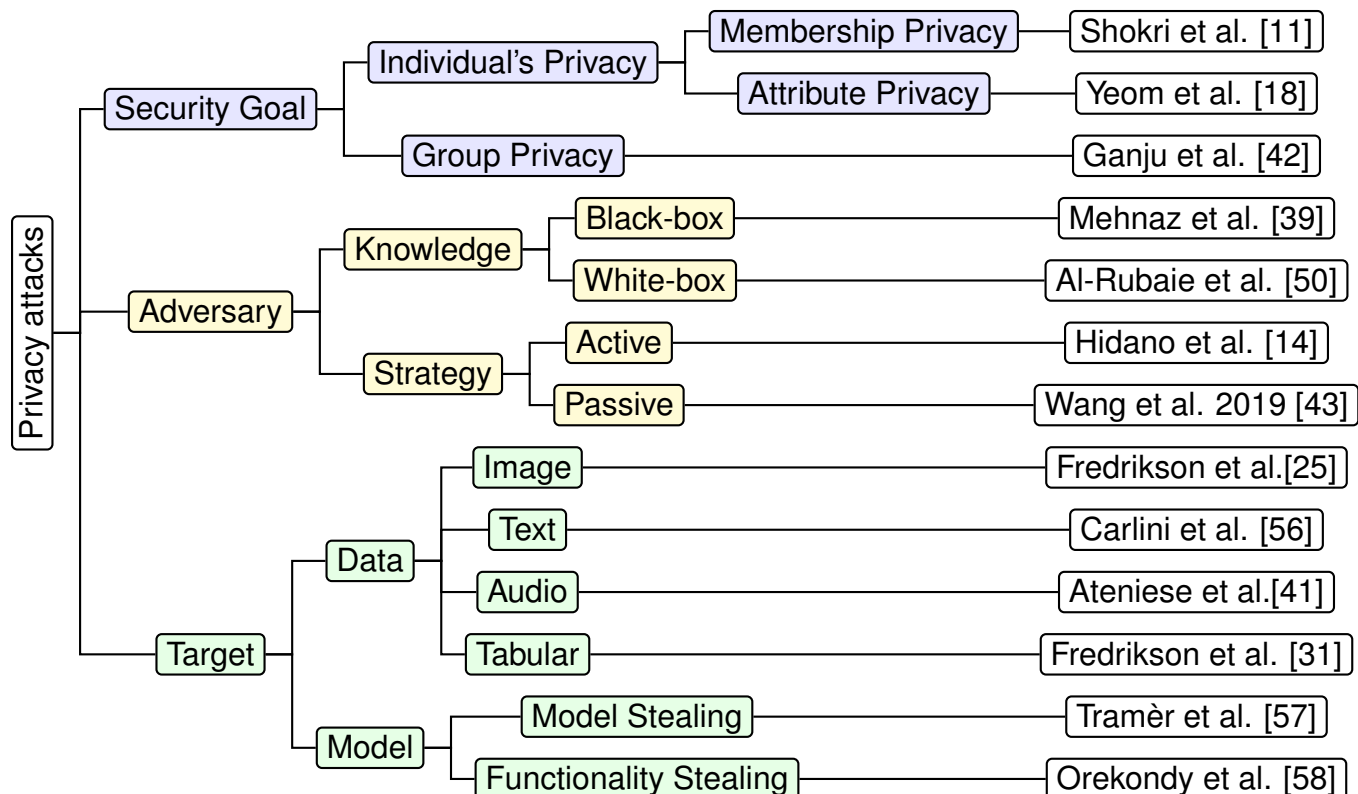 Privacy attacks
Security Goal
Individual's Privacy
Membership Privacy
Shokri et al. [11]
Attribute Privacy
Yeom et al. [18]
Group Privacy
Ganju et al. [42]
Adversary
Knowledge
Black-box
Mehnaz et al. [39]
White-box
Al-Rubaie et al. [50]
Strategy
Active
Hidano et al. [14]
Passive
Wang et al. 2019 [43]
Target
Data
Image
Fredrikson et al.[25]
Text
Carlini et al. [56]
Audio
Ateniese et al.[41]
Tabular
Fredrikson et al. [31]
Model
Model Stealing
Tramèr et al. [57]
Functionality Stealing
Orekondy et al. [58]